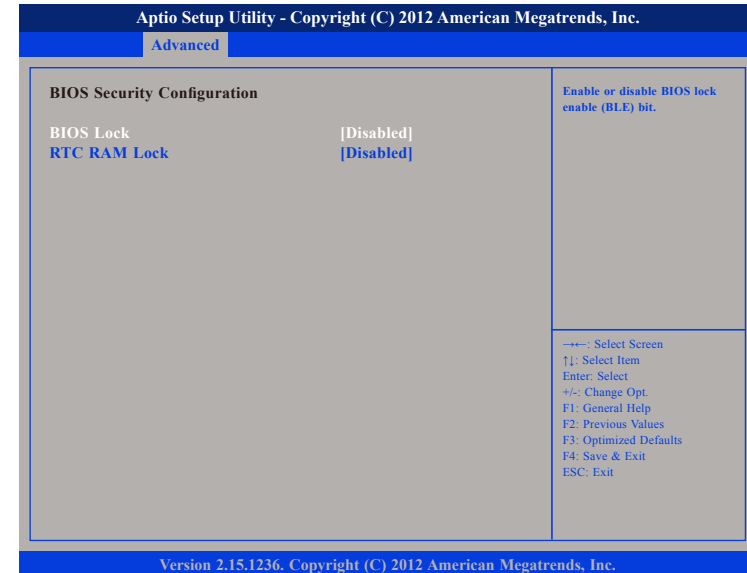 Aptio Setup Utility - Copyright (C) 2012 American Megatrends, Inc.
Advanced
BIOS Security Configuration
BIOS Lock [Disabled]
RTC RAM Lock [Disabled]
Enable or disable BIOS lock
enable (BLE) bit.
→←: Select Screen
↑↓: Select Item
Enter: Select
+/-: Change Opt.
F1: General Help
F2: Previous Values
F3: Optimized Defaults
F4: Save & Exit
ESC: Exit
Version 2.15.1236. Copyright (C) 2012 American Megatrends, Inc.